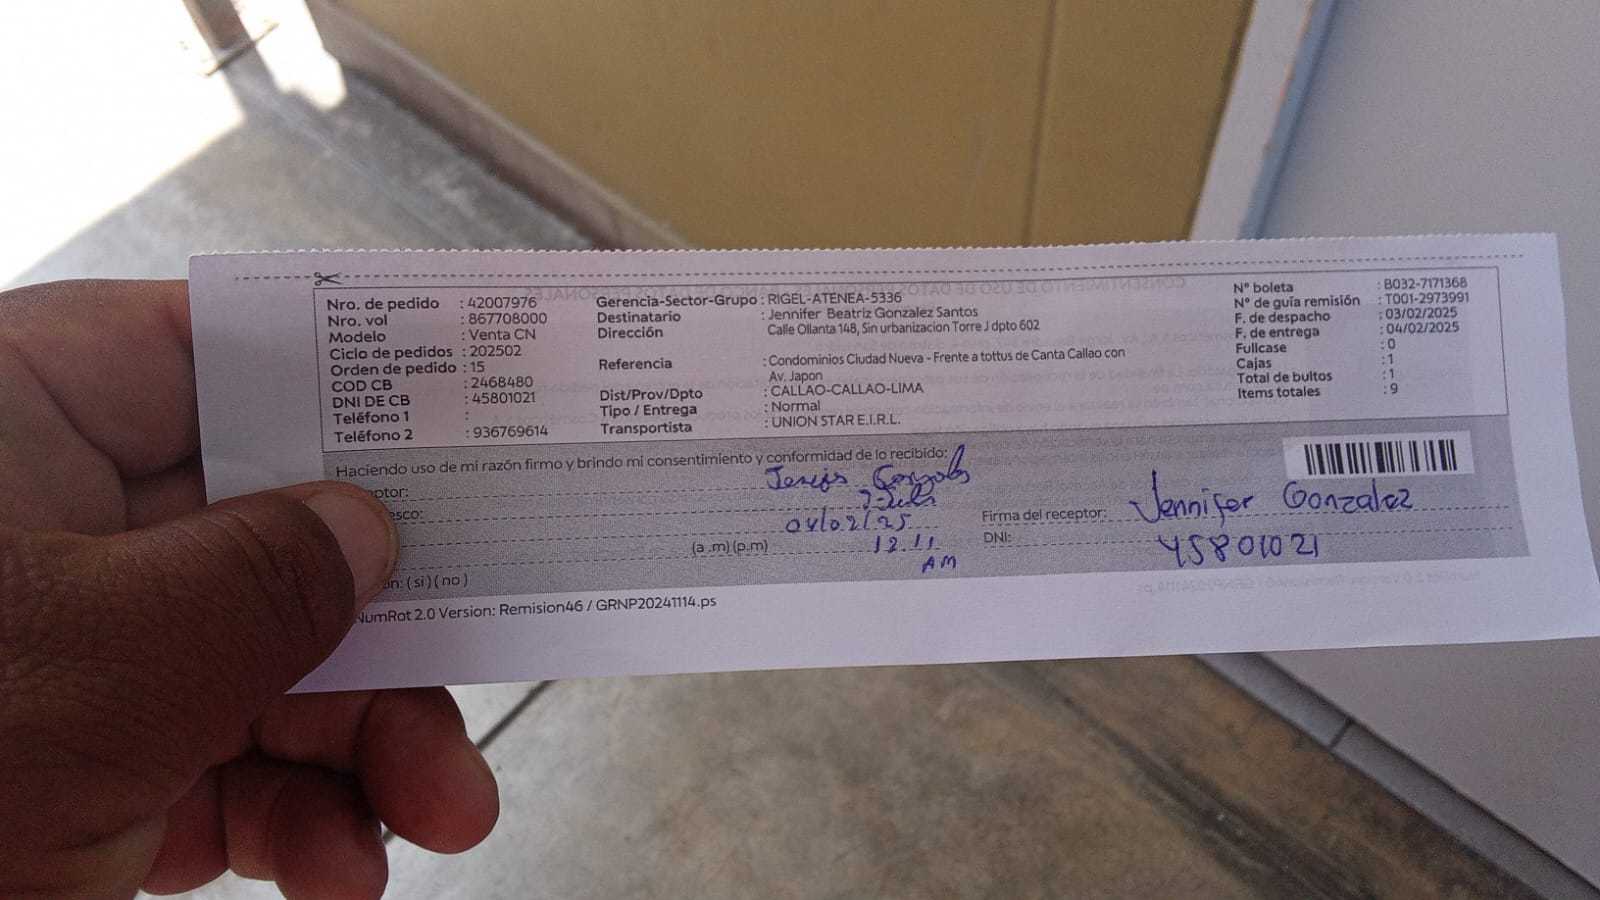 Nro. de pedido : 42007976
Nro. vol : 867708000
Modelo : Venta CN
Ciclo de pedidos : 202502
Orden de pedido : 15
COD CB : 2468480
DNI DE CB : 45801021
Teléfono 1 :
Teléfono 2 : 936769614
Gerencia-Sector-Grupo : RIGEL-ATENEA-5336
Destinatario : Jennifer Beatriz Gonzalez Santos
Dirección Calle Ollanta 148, Sin urbanizacion Torre J dpto 602
Referencia : Condominios Ciudad Nueva - Frente a tottus de Canta Callao con
Av. Japon
Dist/Prov/Dpto : CALLAO-CALLAO-LIMA
Tipo / Entrega : Normal
Transportista : UNION STAR E.I.R.L.
N° boleta : B032-7171368
N° de guía remisión : T001-2973991
F. de despacho : 03/02/2025
F. de entrega : 04/02/2025
Fullcase : 0
Cajas : 1
Total de bultos : 1
Items totales : 9
Haciendo uso de mi razón firmo y brindo mi consentimiento y conformidad de lo recibido:
ptor:
esco:
04/02/25
(a .m) (p.m) 12.11
AM
Firma del receptor: Jennifer Gonzalez
DNI: 45801021
ón: ( si ) ( no )
NumRot 2.0 Version: Remision46 / GRNP20241114.ps